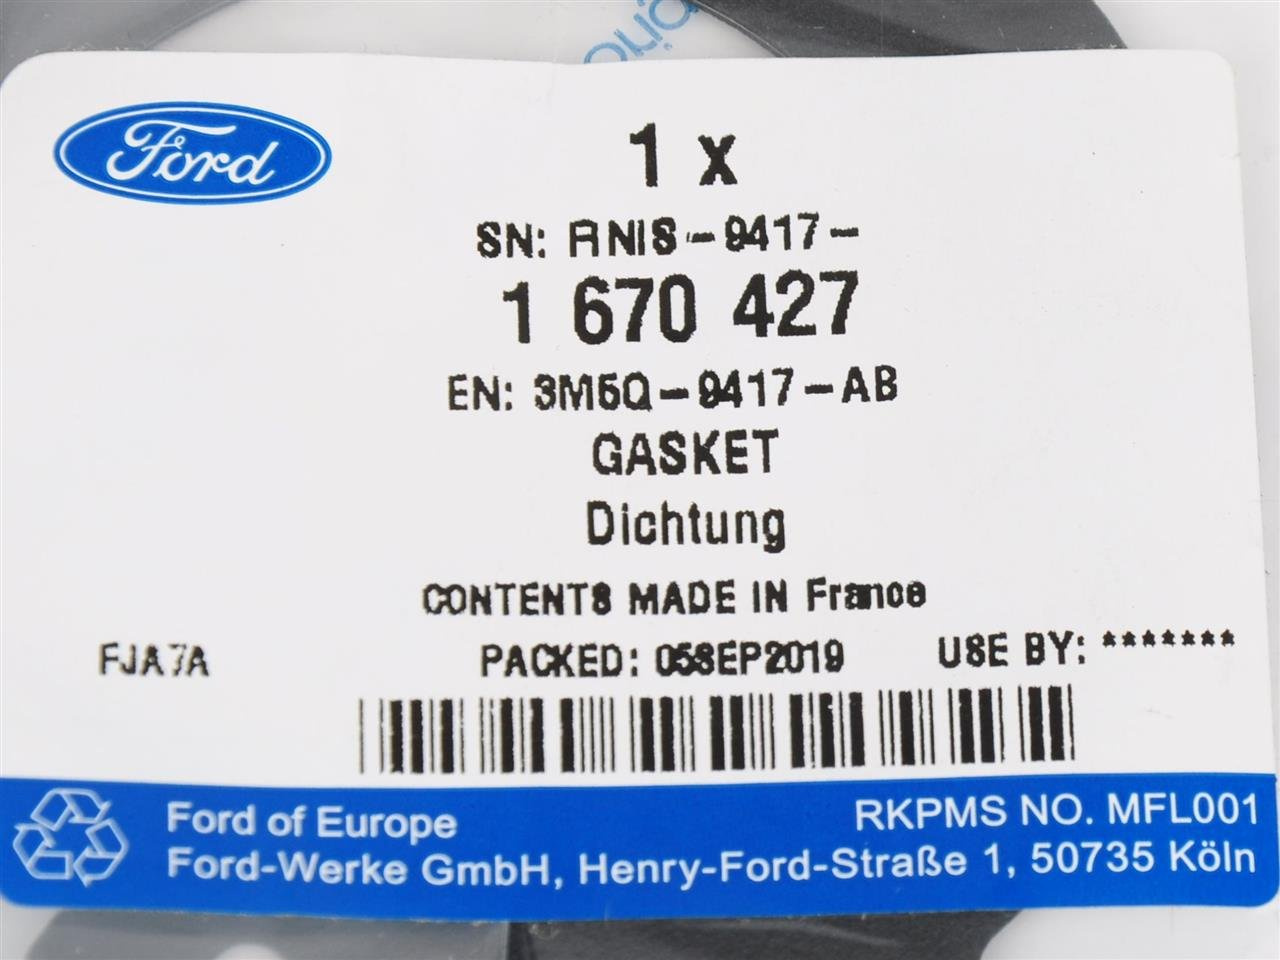 Ford
1 x
SN: RNIS-9417-
1 670 427
EN: 3M5Q-9417-AB
GASKET
Dichtung
CONTENTS MADE IN France
FJA7A PACKED: 05SEP2019 USE BY: *******
Ford of Europe RKPMS NO. MFL001
Ford-Werke GmbH, Henry-Ford-Straße 1, 50735 Köln